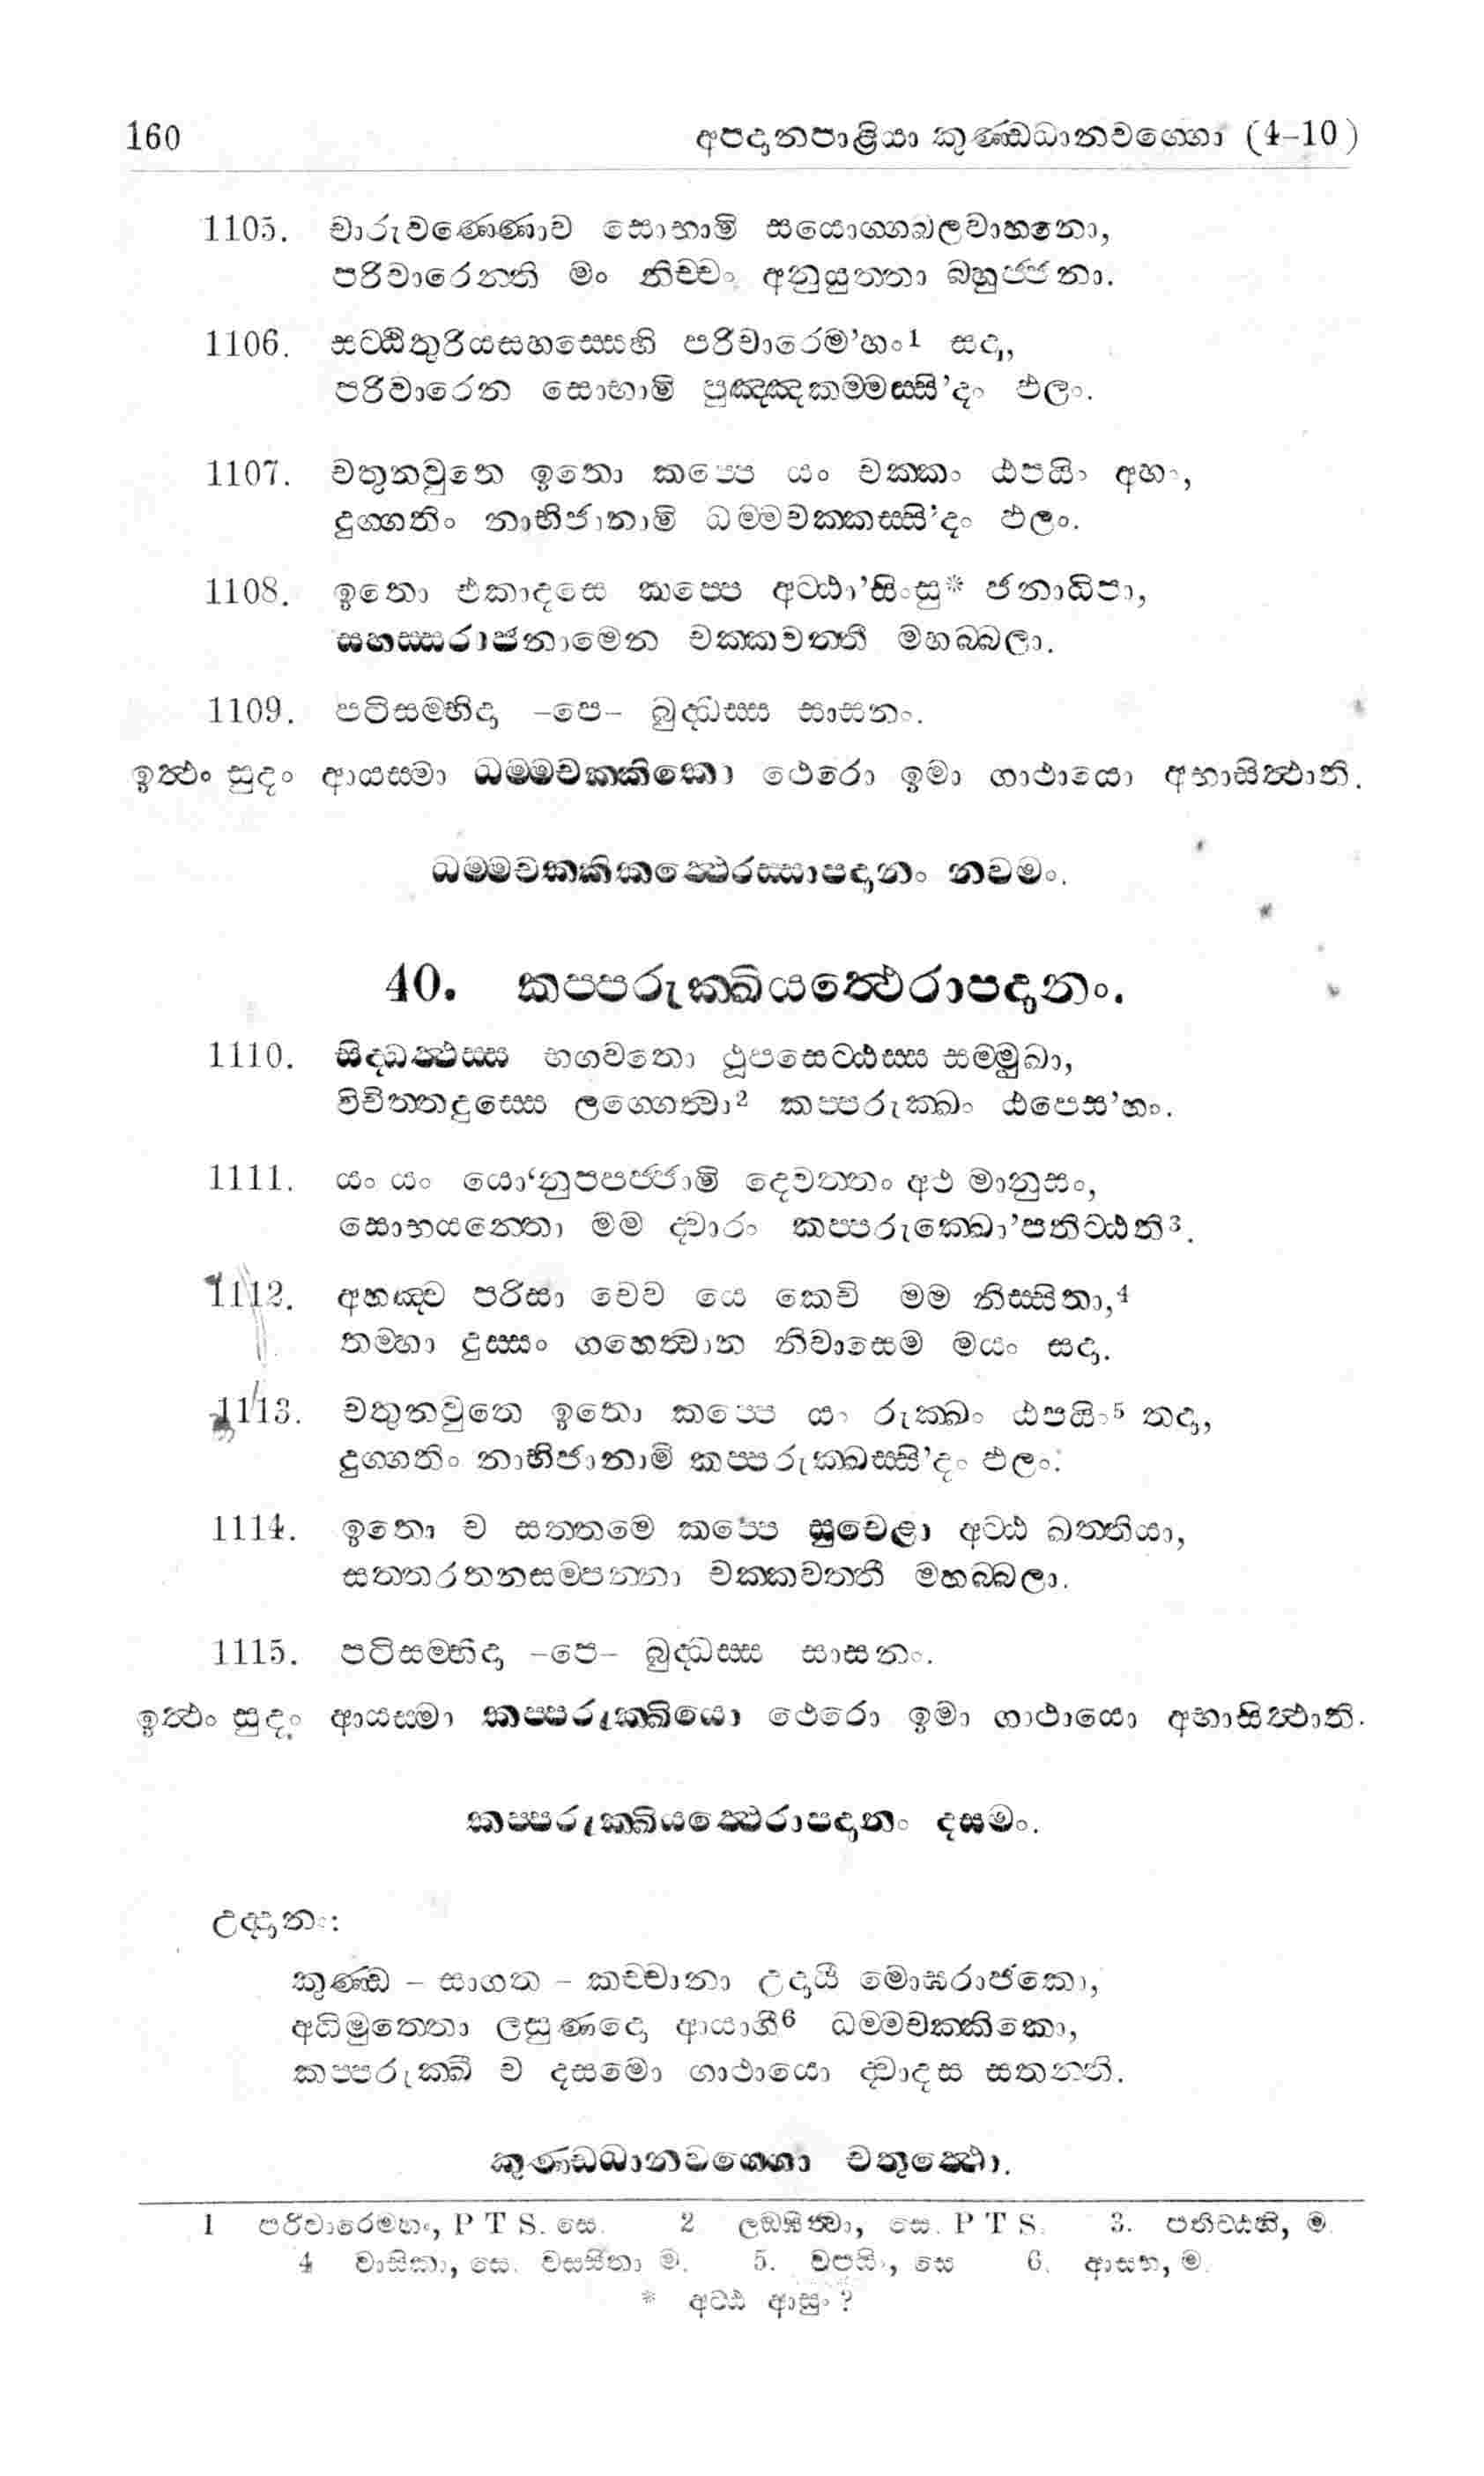 160 අපදානපාළියා කුණ්ඩධානවග්ගො (4-10)
1105. චාරුවණ්ණොව සොභාමි සයොග්ගබලවාහනො,
පරිවාරෙන්ති මං නිච්චං අනුයුත්තා බහුජ්ජනා.
1106. සට්ඨිතුරියසහස්සෙහි පරිචාරෙම'හං¹ සදා,
පරිවාරෙන සොභාමි පුඤ්ඤකම්මස්සි'දං ඵලං.
1107. චතුනවුතෙ ඉතො කප්පෙ යං චක්කං ඨපයිං අහං,
දුග්ගතිං නාභිජානාමි ධම්මචක්කස්සි'දං ඵලං.
1108. ඉතො එකාදසෙ කප්පෙ අට්ඨා'සිංසු* ජනාධිපා,
සහස්සරාජනාමෙන චක්කවත්තී මහබ්බලා.
1109. පටිසම්භිදා -පෙ- බුද්ධස්ස සාසනං.
ඉත්ථං සුදං ආයස්මා ධම්මචක්කිකො ථෙරො ඉමා ගාථායො අභාසිත්ථාති.
ධම්මචක්කිකත්ථෙරස්සාපදානං නවමං.
40. කප්පරුක්ඛියත්ථෙරාපදානං.
1110. සිද්ධත්ථස්ස භගවතො ථූපසෙට්ඨස්ස සම්මුඛා,
විචිත්තදුස්සෙ ලග්ගෙත්වා² කප්පරුක්ඛං ඨපෙස'හං.
1111. යං යං යො‘නුපපජ්ජාමි දෙවත්තං අථ මානුසං,
සොභයන්තො මම ද්වාරං කප්පරුක්ඛො'පතිට්ඨති³.
1112. අහඤ්ච පරිසා චෙව යෙ කෙචි මම නිස්සිතා,⁴
තම්හා දුස්සං ගහෙත්වාන නිවාසෙම මයං සදා.
1113. චතුනවුතෙ ඉතො කප්පෙ යං රුක්ඛං ඨපයිං⁵ තදා,
දුග්ගතිං නාභිජානාමි කප්පරුක්ඛස්සි'දං ඵලං.
1114. ඉතො ච සත්තමෙ කප්පෙ සුචෙළා අට්ඨ ඛත්තියා,
සත්තරතනසම්පන්නා චක්කවත්තී මහබ්බලා.
1115. පටිසම්භිදා -පෙ- බුද්ධස්ස සාසනං.
ඉත්ථං සුදං ආයස්මා කප්පරුක්ඛියො ථෙරො ඉමා ගාථායො අභාසිත්ථාති.
කප්පරුක්ඛියත්ථෙරාපදානං දසමං.
උද්දානං:
කුණ්ඩ - සාගත - කච්චානා උදායී මොඝරාජකො,
අධිමුත්තො ලසුණදො ආයාගී⁶ ධම්මචක්කිකො,
කප්පරුක්ඛී ච දසමො ගාථායො ද්වාදස සතන්ති.
කුණ්ඩධානවග්ගො චතුත්ථො.
1 පරිචාරෙමහං, P T S. සෙ. 2 ලඹඹිත්වා, සෙ. P T S. 3. පතිට්ඨහි, ම.
4 වාසිකා, සෙ. වසසිතා ම. 5. වපයිං, සෙ 6. ආසන, ම.
* අට්ඨ ආසුං ?